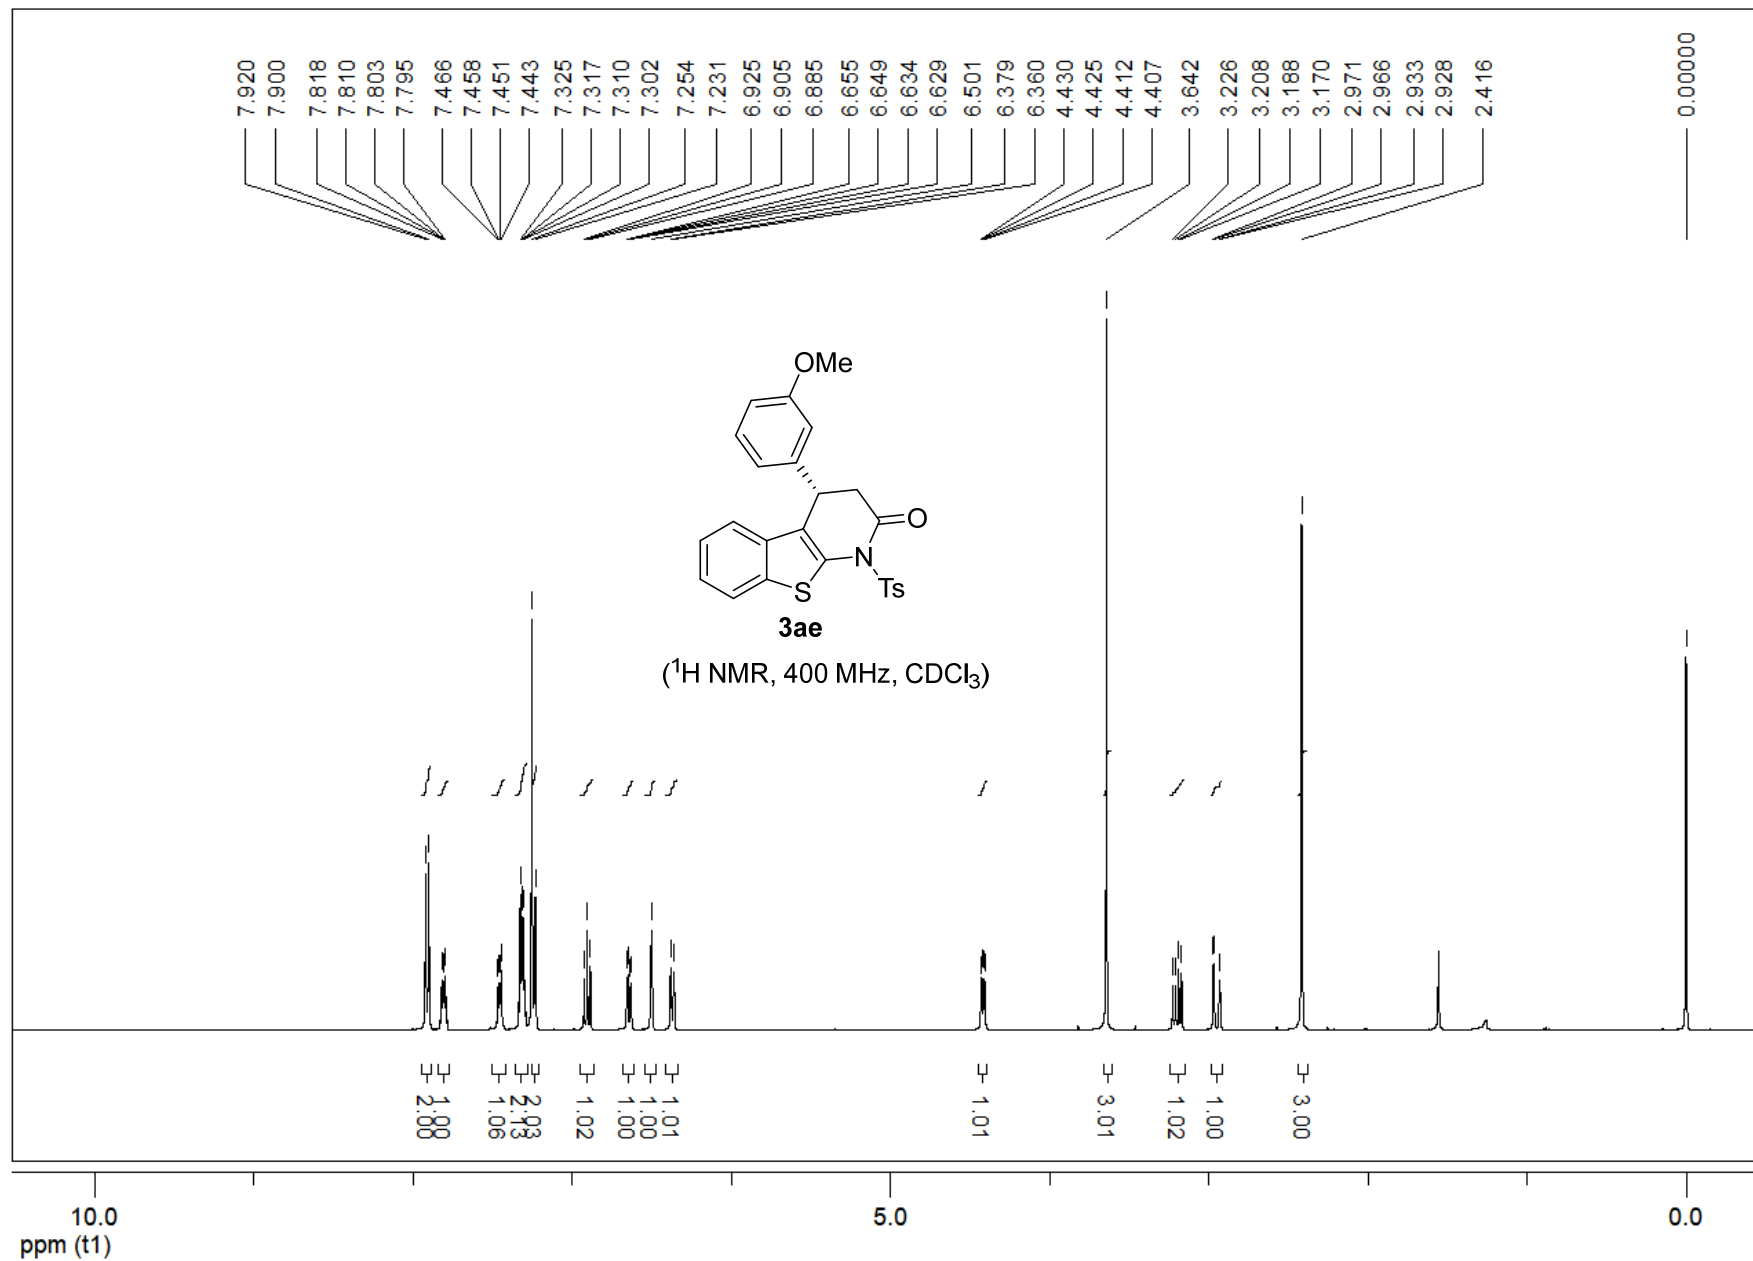 7.920 7.900 7.818 7.810 7.803 7.795 7.466 7.458 7.451 7.443 7.325 7.317 7.310 7.302 7.254 7.231 6.925 6.905 6.885 6.655 6.649 6.634 6.629 6.501 6.379 6.360 4.430 4.425 4.412 4.407 3.642 3.226 3.208 3.188 3.170 2.971 2.966 2.933 2.928 2.416 0.00000
OMe
O
N
S
Ts
3ae
(¹H NMR, 400 MHz, CDCl₃)
2.00 1.00 1.06 2.13 2.03 1.02 1.00 1.00 1.01 1.01 3.01 1.02 1.00 3.00
10.0 5.0 0.0
ppm (t1)